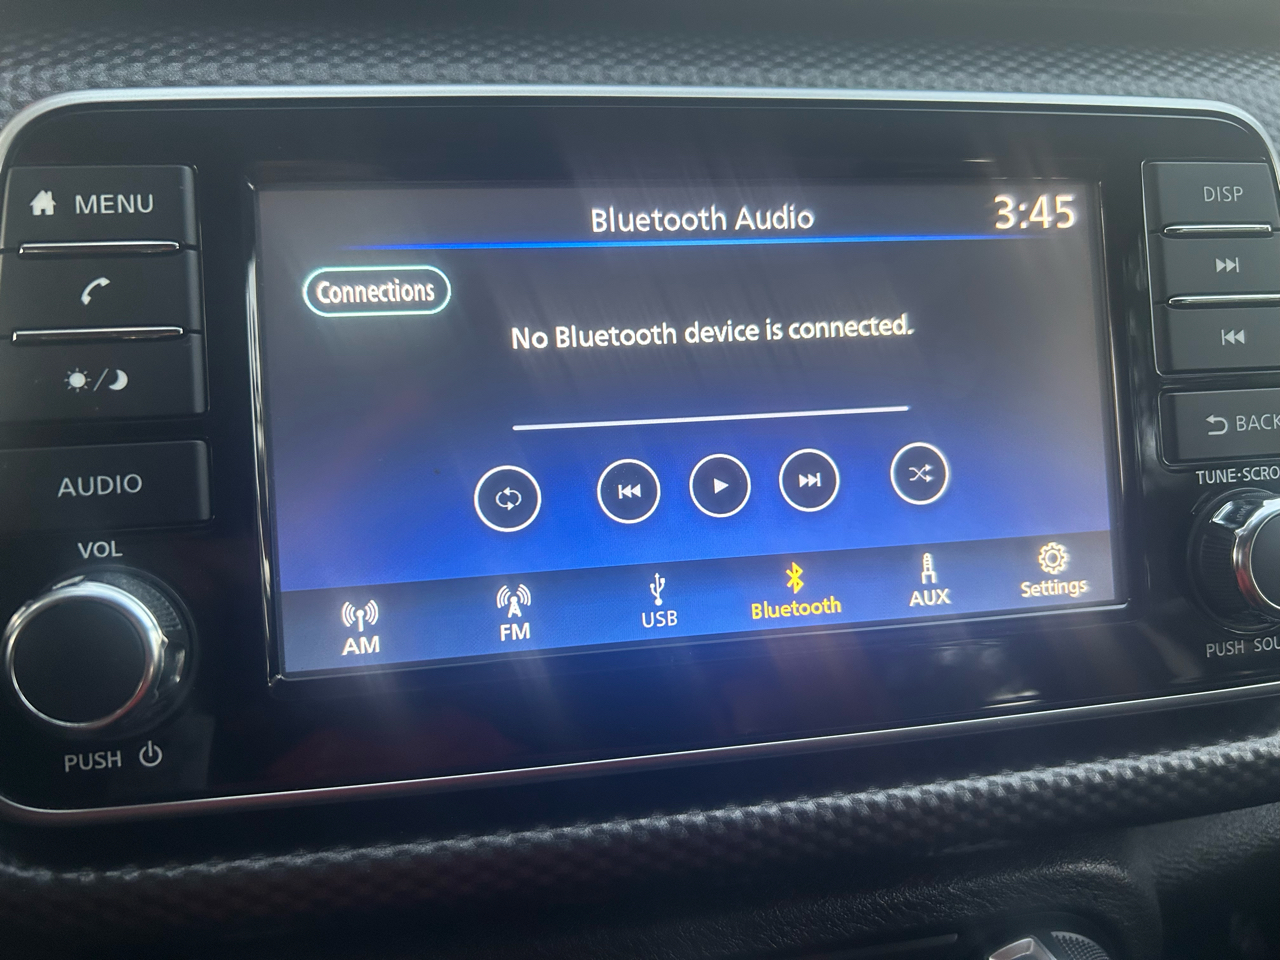 MENU
AUDIO
VOL
PUSH
Bluetooth Audio
3:45
Connections
No Bluetooth device is connected.
AM
FM
USB
Bluetooth
AUX
Settings
DISP
BACK
TUNE·SCRO
PUSH SOU